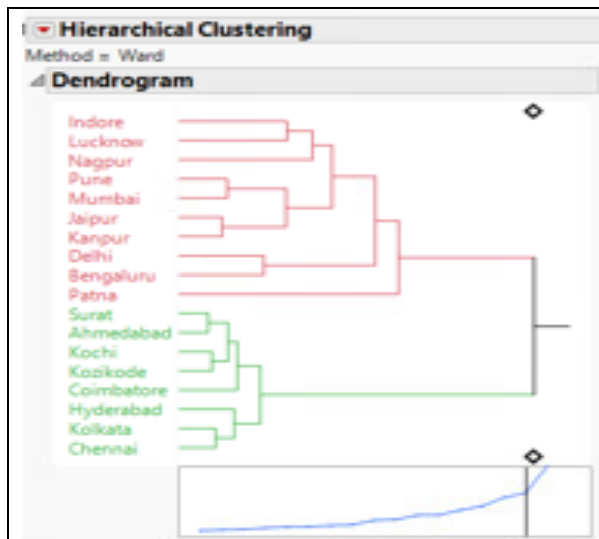 Hierarchical Clustering
Method = Ward
Dendrogram
Indore
Lucknow
Nagpur
Pune
Mumbai
Jaipur
Kanpur
Delhi
Bengaluru
Patna
Surat
Ahmedabad
Kochi
Kozikode
Coimbatore
Hyderabad
Kolkata
Chennai